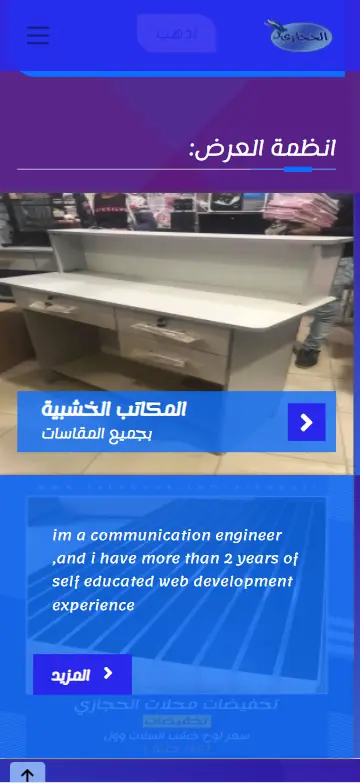 اذهب
الحجازي
انظمة العرض:
المكاتب الخشبية
بجميع المقاسات
im a communication engineer
,and i have more than 2 years of
self educated web development
experience
المزيد
تخفيضات محلات الحجازي
تخفيضات
سعر لوح خشب السلات وول